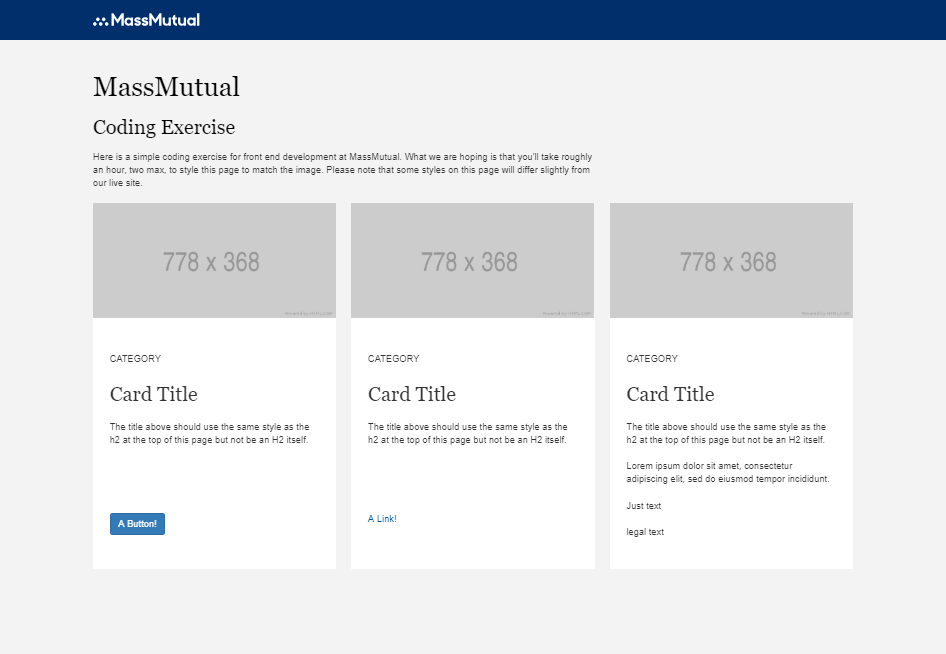 MassMutual
MassMutual
Coding Exercise
Here is a simple coding exercise for front end development at MassMutual. What we are hoping is that you'll take roughly
an hour, two max, to style this page to match the image. Please note that some styles on this page will differ slightly from
our live site.
778 x 368
778 x 368
778 x 368
CATEGORY
Card Title
The title above should use the same style as the
h2 at the top of this page but not be an H2 itself.
A Button!
CATEGORY
Card Title
The title above should use the same style as the
h2 at the top of this page but not be an H2 itself.
A Link!
CATEGORY
Card Title
The title above should use the same style as the
h2 at the top of this page but not be an H2 itself.
Lorem ipsum dolor sit amet, consectetur
adipiscing elit, sed do eiusmod tempor incididunt.
Just text
legal text